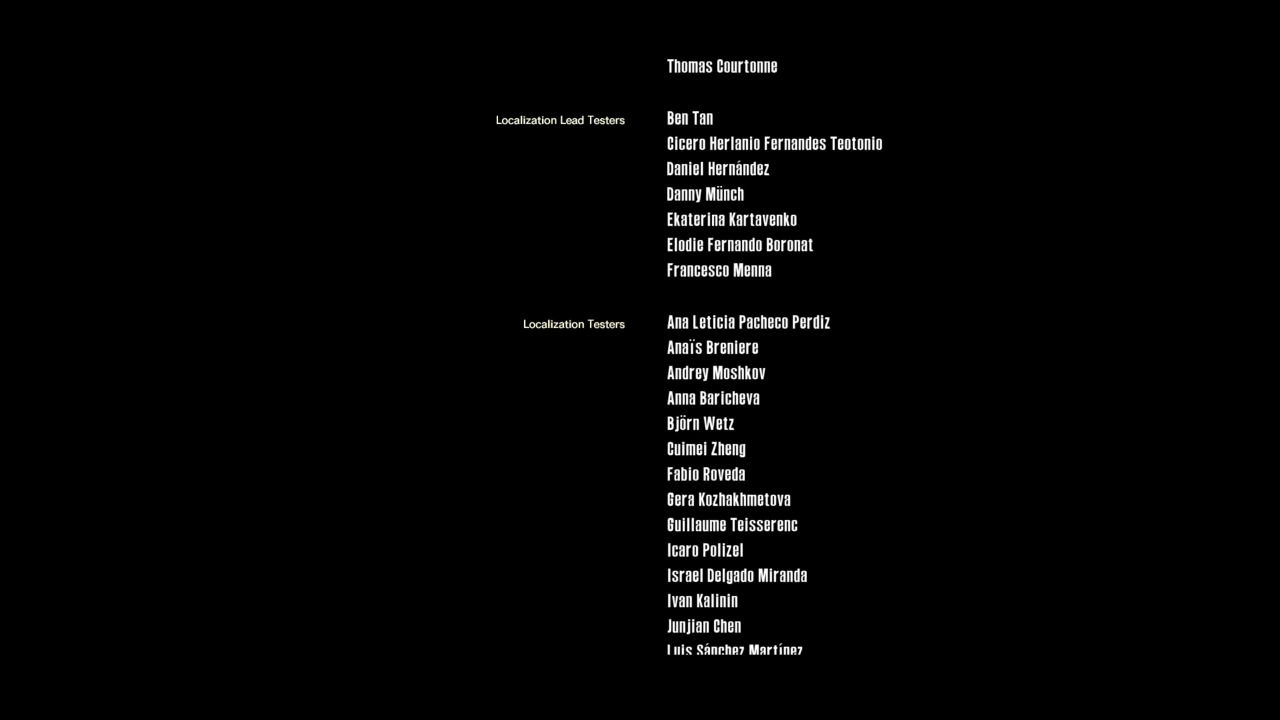 Thomas Courtonne
Localization Lead Testers Ben Tan
Cicero Herlanio Fernandes Teotonio
Daniel Hernández
Danny Münch
Ekaterina Kartavenko
Elodie Fernando Boronat
Francesco Menna
Localization Testers Ana Leticia Pacheco Perdiz
Anaïs Breniere
Andrey Moshkov
Anna Baricheva
Björn Wetz
Cuimei Zheng
Fabio Roveda
Gera Kozhakhmetova
Guillaume Teisserenc
Icaro Polizel
Israel Delgado Miranda
Ivan Kalinin
Junjian Chen
Luis Sánchez Martínez